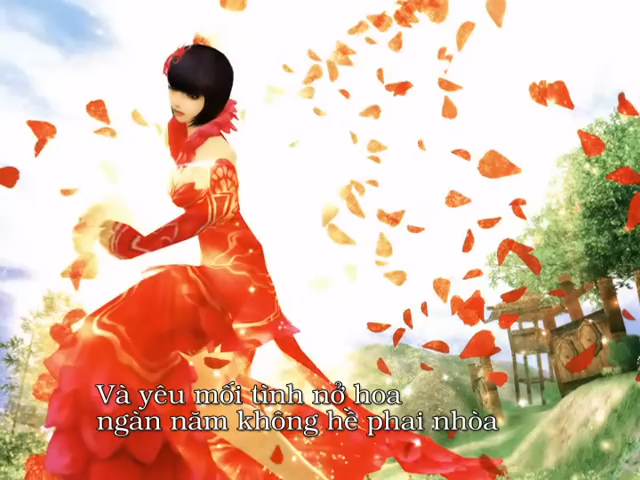 Và yêu mối tình nở hoa
ngàn năm không hề phai nhòa